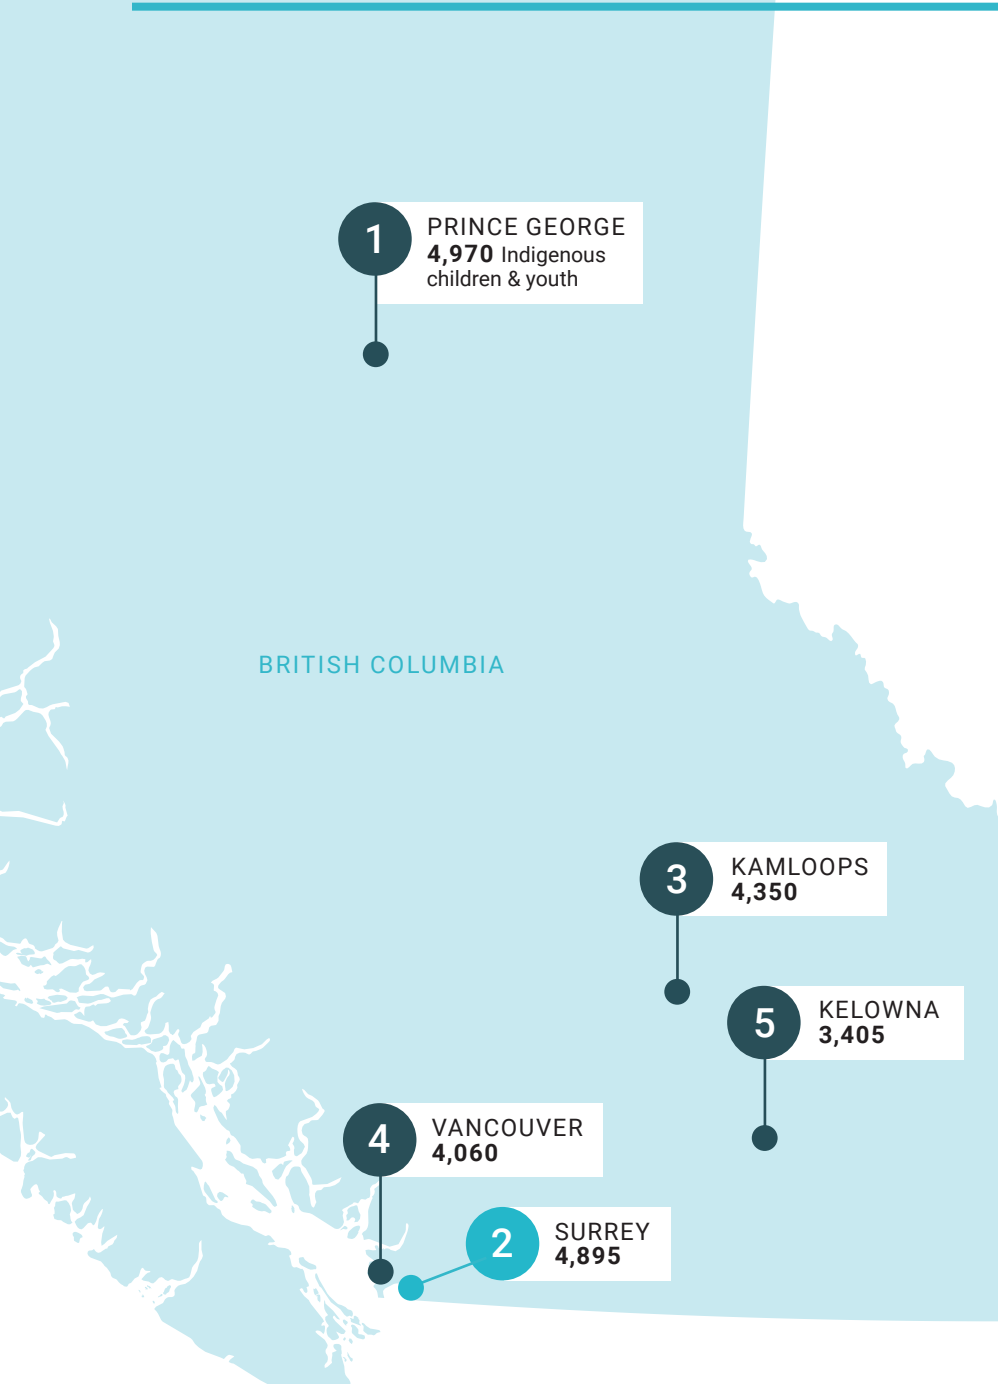 1
PRINCE GEORGE
4,970 Indigenous
children & youth
BRITISH COLUMBIA
3
KAMLOOPS
4,350
5
KELOWNA
3,405
4
VANCOUVER
4,060
2
SURREY
4,895